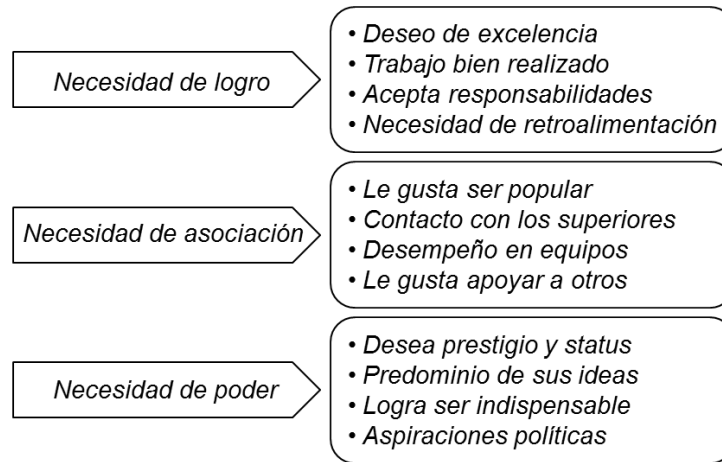 Necesidad de logro
• Deseo de excelencia
• Trabajo bien realizado
• Acepta responsabilidades
• Necesidad de retroalimentación
Necesidad de asociación
• Le gusta ser popular
• Contacto con los superiores
• Desempeño en equipos
• Le gusta apoyar a otros
Necesidad de poder
• Desea prestigio y status
• Predominio de sus ideas
• Logra ser indispensable
• Aspiraciones políticas